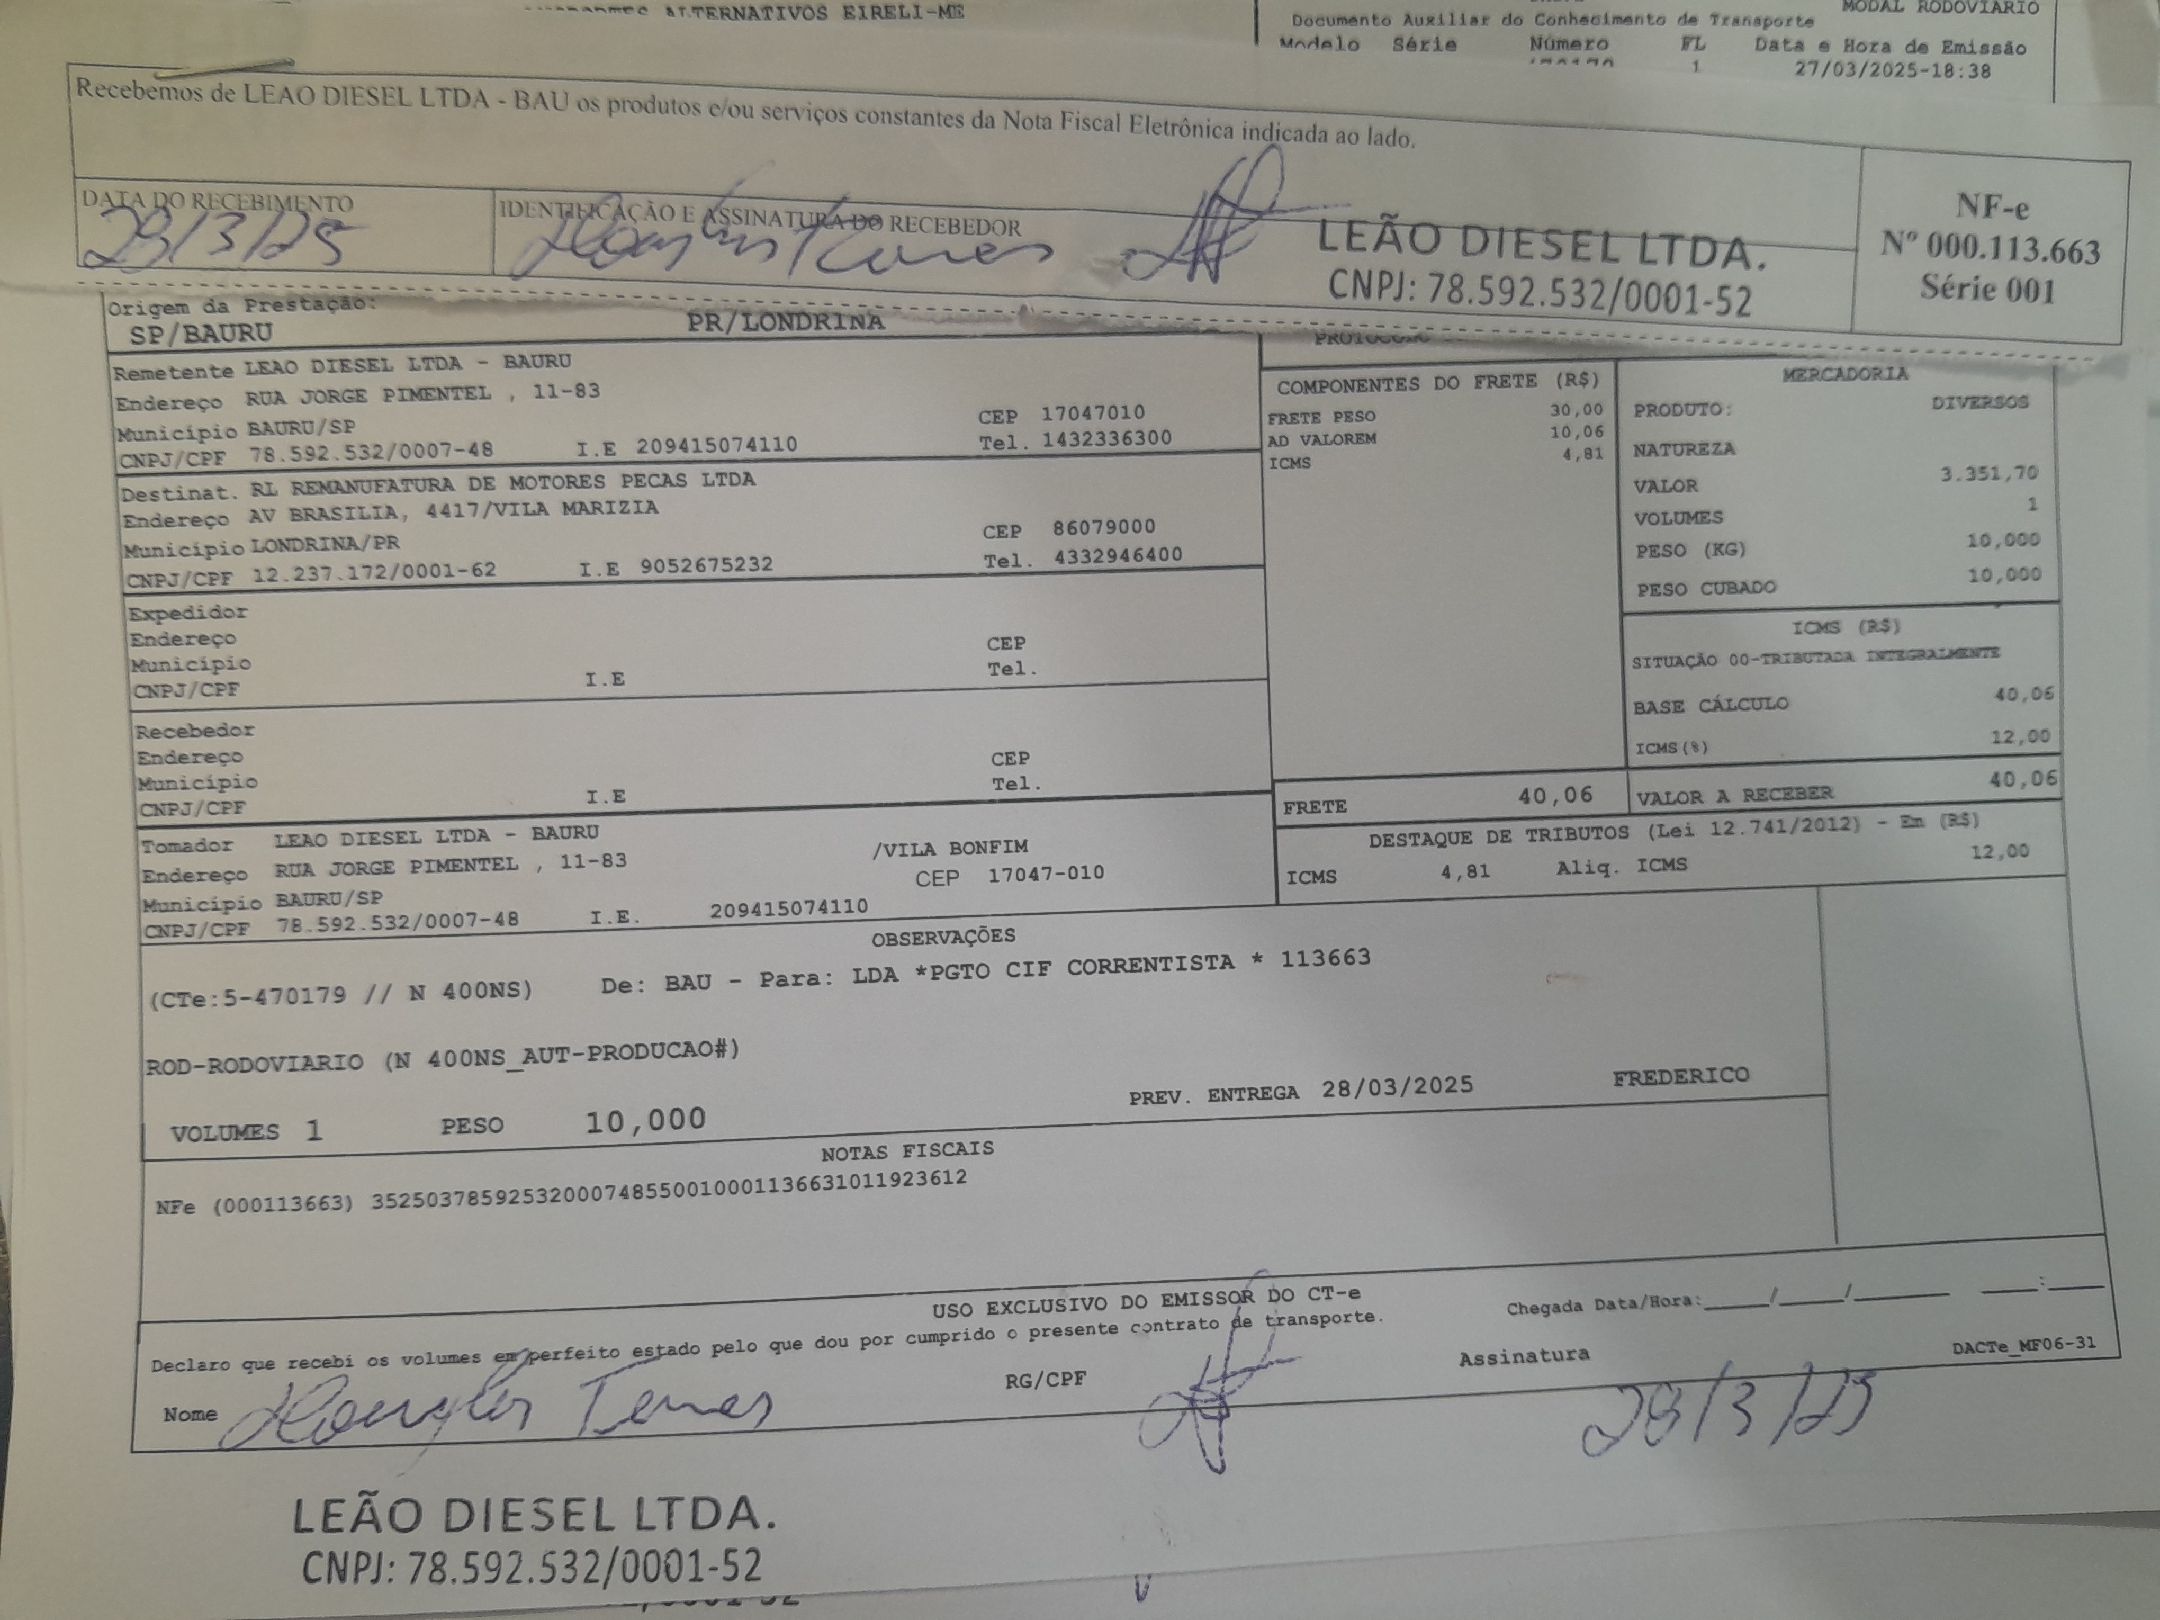 ALTERNATIVOS EIRELI-ME
MODAL RODOVIÁRIO
Documento Auxiliar do Conhecimento de Transporte
Modelo Série Número FL Data e Hora de Emissão
1 27/03/2025-18:38
Recebemos de LEAO DIESEL LTDA - BAU os produtos e/ou serviços constantes da Nota Fiscal Eletrônica indicada ao lado.
DATA DO RECEBIMENTO
IDENTIFICAÇÃO E ASSINATURA DO RECEBEDOR
LEÃO DIESEL LTDA.
CNPJ: 78.592.532/0001-52
NF-e
Nº 000.113.663
Série 001
Origem da Prestação:
SP/BAURU PR/LONDRINA
Remetente LEAO DIESEL LTDA - BAURU
Endereço RUA JORGE PIMENTEL , 11-83
Município BAURU/SP CEP 17047010
CNPJ/CPF 78.592.532/0007-48 I.E 209415074110 Tel. 1432336300
Destinat. RL REMANUFATURA DE MOTORES PECAS LTDA
Endereço AV BRASILIA, 4417/VILA MARIZIA
Município LONDRINA/PR CEP 86079000
CNPJ/CPF 12.237.172/0001-62 I.E 9052675232 Tel. 4332946400
Expedidor
Endereço
Município CEP
CNPJ/CPF I.E Tel.
Recebedor
Endereço
Município CEP
CNPJ/CPF I.E Tel.
Tomador LEAO DIESEL LTDA - BAURU
Endereço RUA JORGE PIMENTEL , 11-83 /VILA BONFIM
Município BAURU/SP CEP 17047-010
CNPJ/CPF 78.592.532/0007-48 I.E. 209415074110
COMPONENTES DO FRETE (R$)
FRETE PESO 30,00
AD VALOREM 10,06
ICMS 4,81
FRETE 40,06
MERCADORIA
PRODUTO: DIVERSOS
NATUREZA
VALOR 3.351,70
VOLUMES 1
PESO (KG) 10,000
PESO CUBADO 10,000
ICMS (R$)
SITUAÇÃO 00-TRIBUTADA INTEGRALMENTE
BASE CÁLCULO 40,06
ICMS(%) 12,00
VALOR A RECEBER 40,06
DESTAQUE DE TRIBUTOS (Lei 12.741/2012) - Em (R$)
ICMS 4,81 Aliq. ICMS 12,00
OBSERVAÇÕES
(CTe:5-470179 // N 400NS) De: BAU - Para: LDA *PGTO CIF CORRENTISTA * 113663
ROD-RODOVIARIO (N 400NS_AUT-PRODUCAO#)
VOLUMES 1 PESO 10,000 PREV. ENTREGA 28/03/2025 FREDERICO
NOTAS FISCAIS
NFe (000113663) 35250378592532000748550010001136631011923612
USO EXCLUSIVO DO EMISSOR DO CT-e
Declaro que recebi os volumes em perfeito estado pelo que dou por cumprido o presente contrato de transporte.
Chegada Data/Hora:____/____/______ ___:___
Nome RG/CPF Assinatura DACTe_MF06-31
28/3/25
LEÃO DIESEL LTDA.
CNPJ: 78.592.532/0001-52